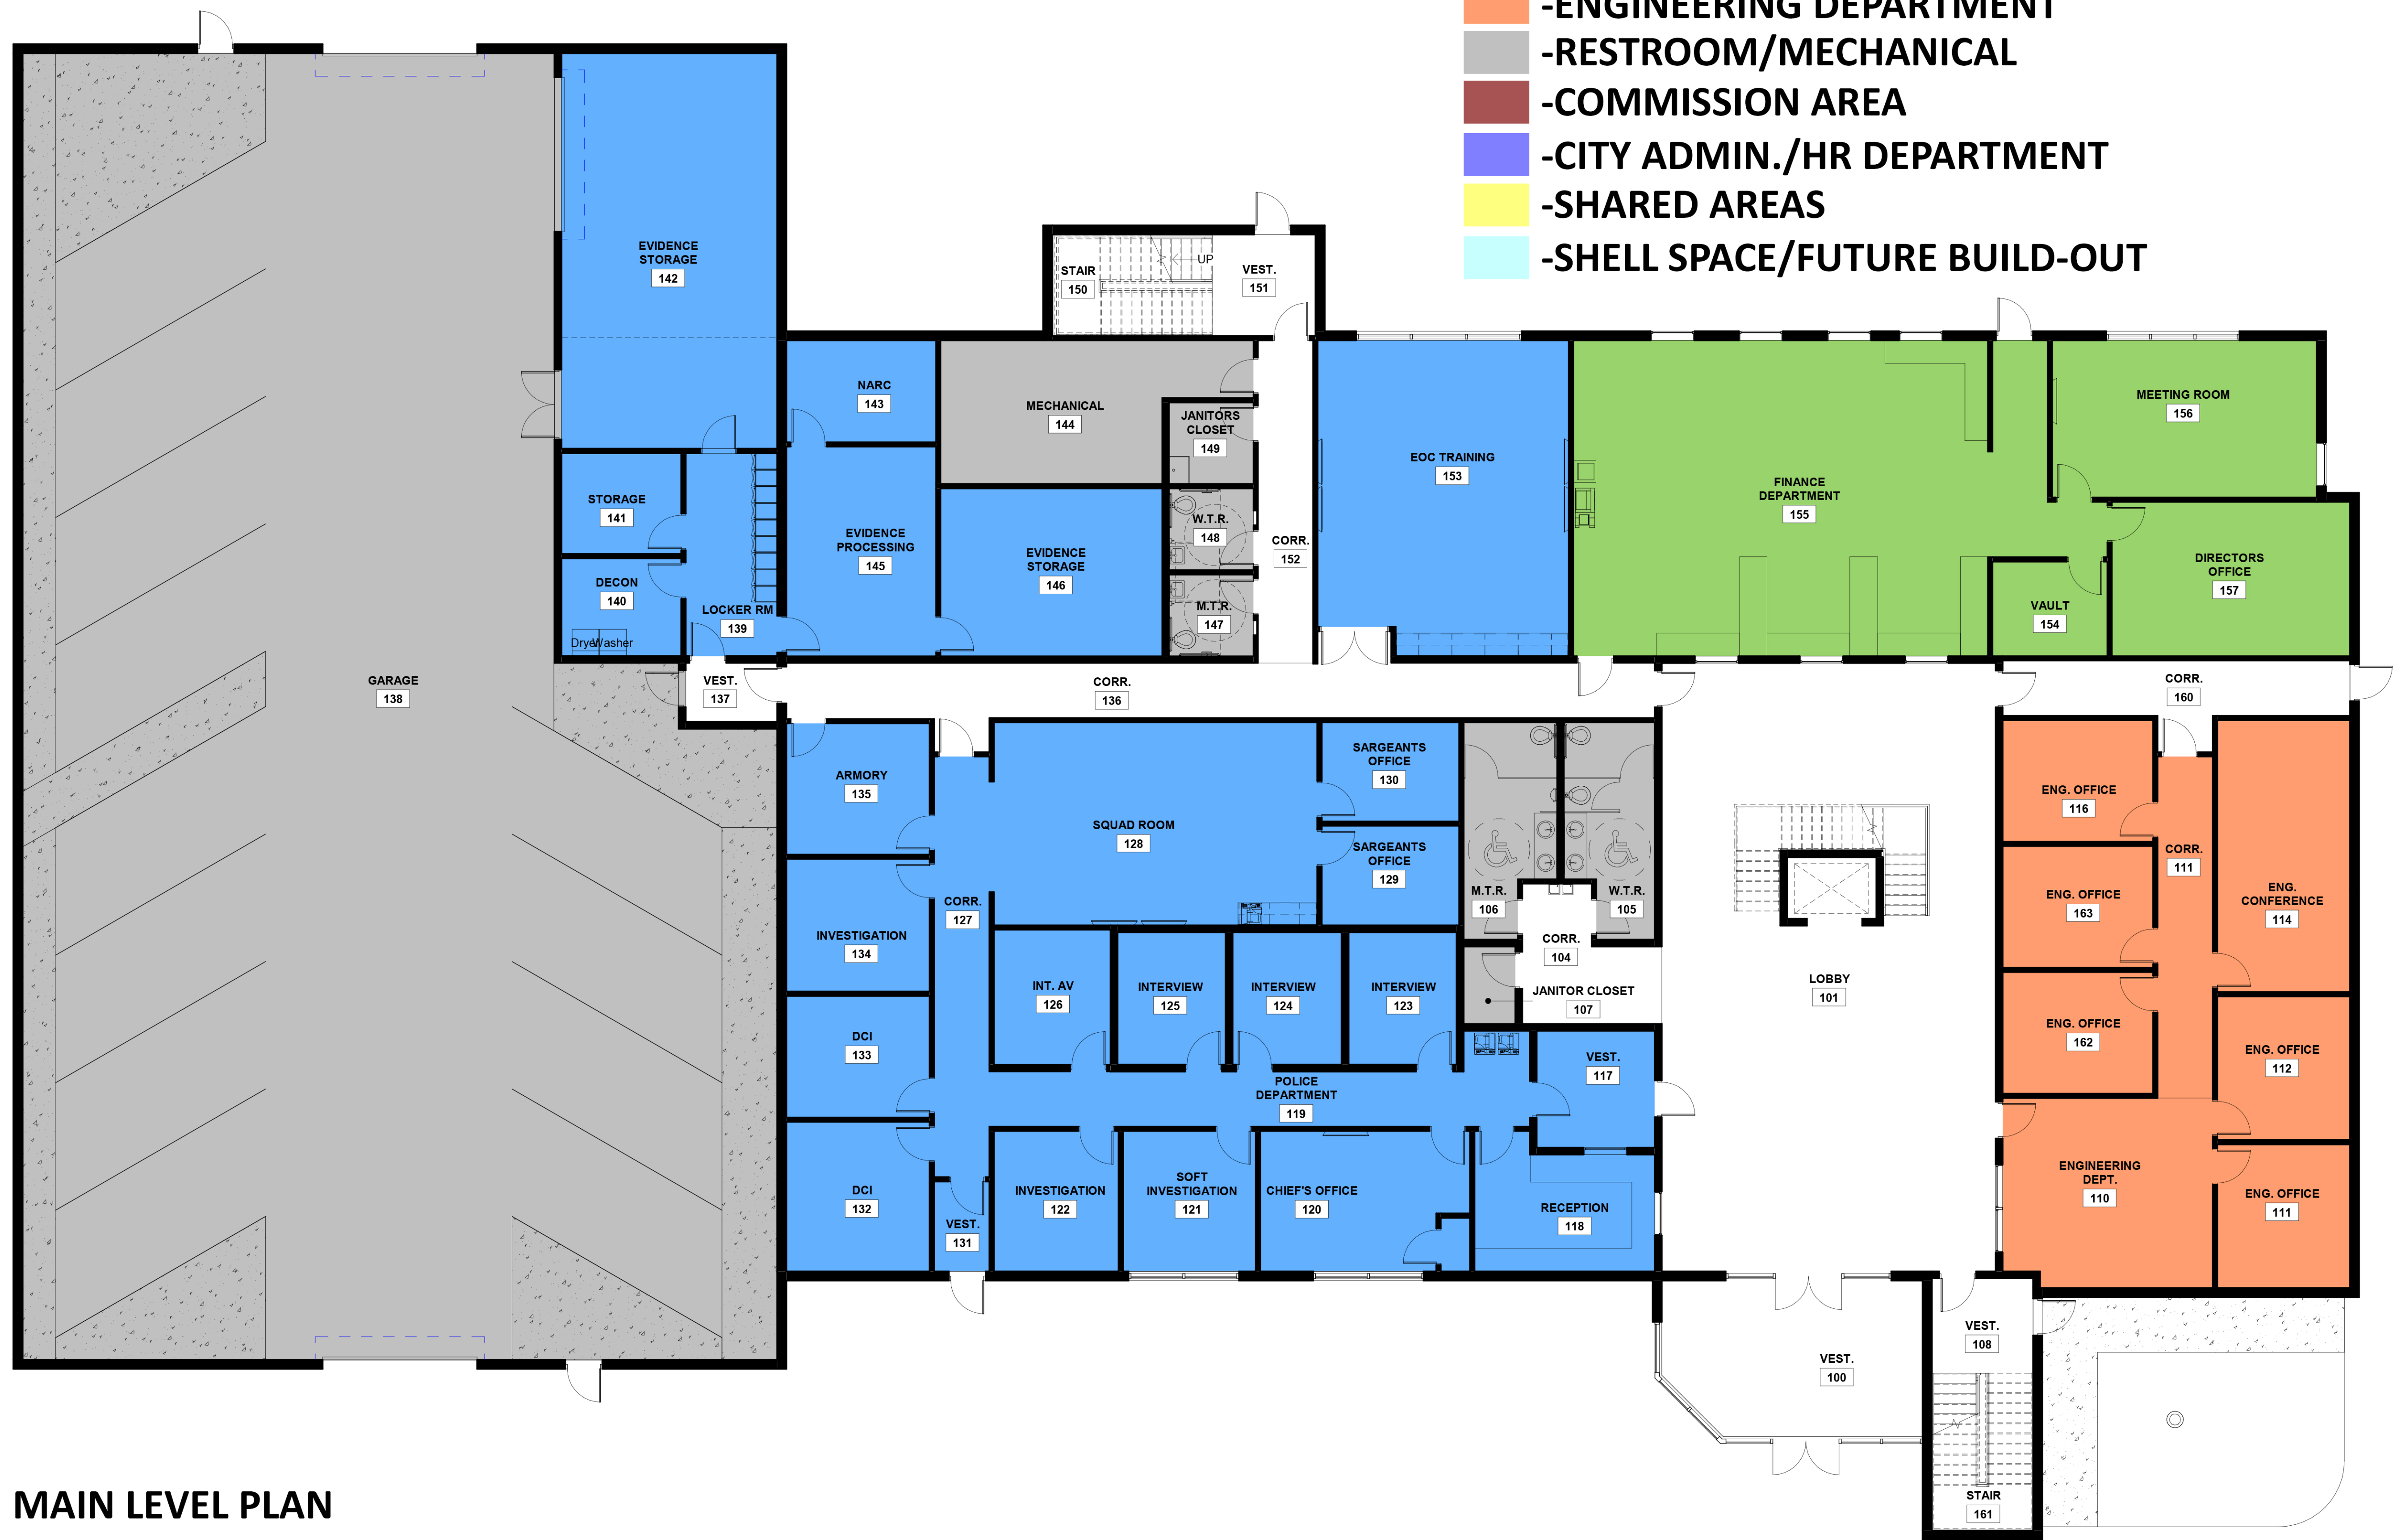 -ENGINEERING DEPARTMENT
-RESTROOM/MECHANICAL
-COMMISSION AREA
-CITY ADMIN./HR DEPARTMENT
-SHARED AREAS
-SHELL SPACE/FUTURE BUILD-OUT
EVIDENCE
STORAGE
142
STAIR
150
UP
VEST.
151
NARC
143
MECHANICAL
144
JANITORS
CLOSET
149
EOC TRAINING
153
FINANCE
DEPARTMENT
155
MEETING ROOM
156
STORAGE
141
EVIDENCE
PROCESSING
145
EVIDENCE
STORAGE
146
W.T.R.
148
CORR.
152
DECON
140
Dryer
Washer
LOCKER RM
139
M.T.R.
147
VAULT
154
DIRECTORS
OFFICE
157
GARAGE
138
VEST.
137
CORR.
136
CORR.
160
ARMORY
135
SQUAD ROOM
128
SARGEANTS
OFFICE
130
SARGEANTS
OFFICE
129
M.T.R.
106
W.T.R.
105
ENG. OFFICE
116
CORR.
111
ENG. OFFICE
163
ENG.
CONFERENCE
114
INVESTIGATION
134
CORR.
127
CORR.
104
LOBBY
101
INT. AV
126
INTERVIEW
125
INTERVIEW
124
INTERVIEW
123
JANITOR CLOSET
107
ENG. OFFICE
162
ENG. OFFICE
112
DCI
133
POLICE
DEPARTMENT
119
VEST.
117
DCI
132
VEST.
131
INVESTIGATION
122
SOFT
INVESTIGATION
121
CHIEF'S OFFICE
120
RECEPTION
118
ENGINEERING
DEPT.
110
ENG. OFFICE
111
VEST.
108
VEST.
100
STAIR
161
MAIN LEVEL PLAN